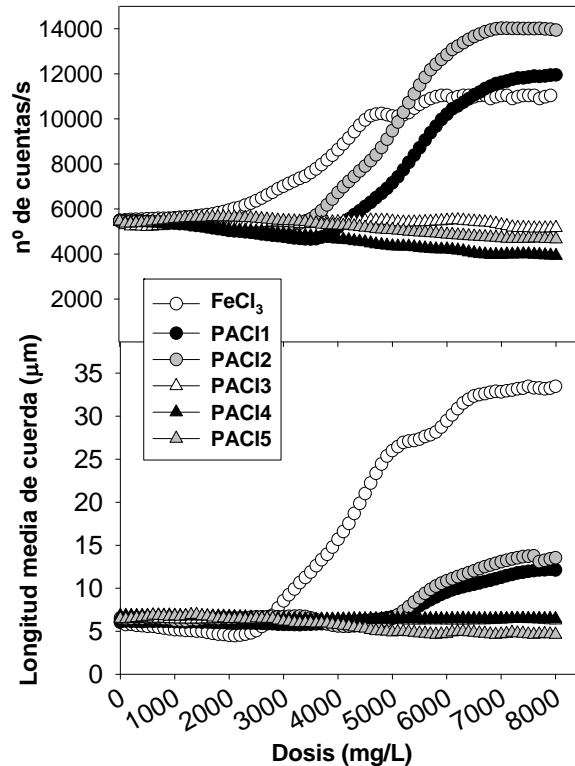 nº de cuentas/s
14000
12000
10000
8000
6000
4000
2000
FeCl₃
PACl1
PACl2
PACl3
PACl4
PACl5
Longitud media de cuerda (µm)
35
30
25
20
15
10
5
0
0 1000 2000 3000 4000 5000 6000 7000 8000
Dosis (mg/L)